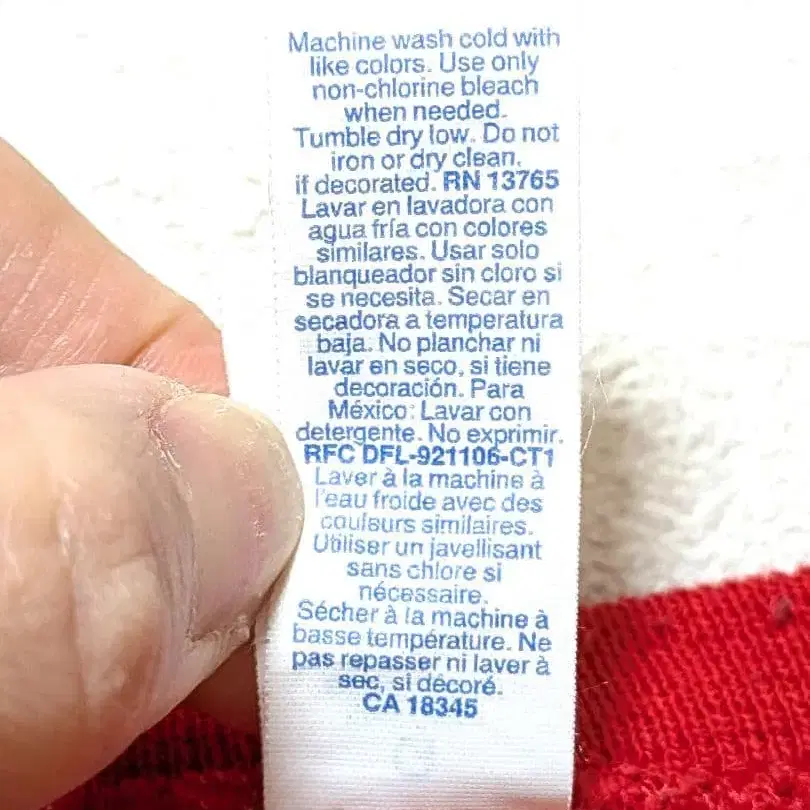 Machine wash cold with
like colors. Use only
non-chlorine bleach
when needed.
Tumble dry low. Do not
iron or dry clean,
if decorated. RN 13765
Lavar en lavadora con
agua fría con colores
similares. Usar solo
blanqueador sin cloro si
se necesita. Secar en
secadora a temperatura
baja. No planchar ni
lavar en seco, si tiene
decoración. Para
México: Lavar con
detergente. No exprimir.
RFC DFL-921106-CT1
Laver à la machine à
l'eau froide avec des
couleurs similaires.
Utiliser un javellisant
sans chlore si
nécessaire.
Sécher à la machine à
basse température. Ne
pas repasser ni laver à
sec, si décoré.
CA 18345